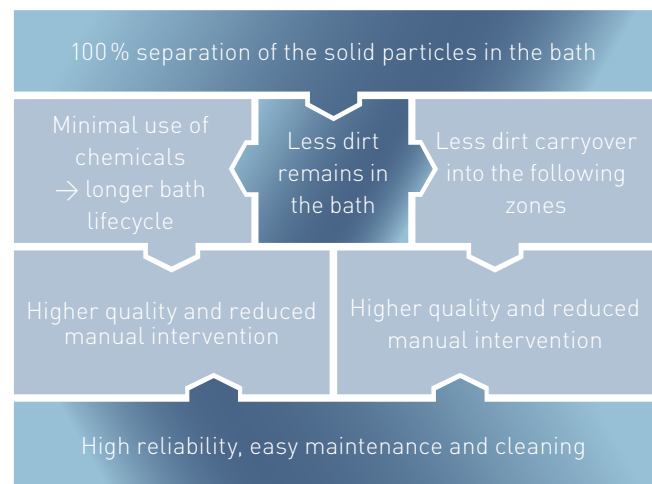 100 % separation of the solid particles in the bath
Minimal use of
chemicals
→ longer bath
lifecycle
Less dirt
remains in
the bath
Less dirt carryover
into the following
zones
Higher quality and reduced
manual intervention
Higher quality and reduced
manual intervention
High reliability, easy maintenance and cleaning